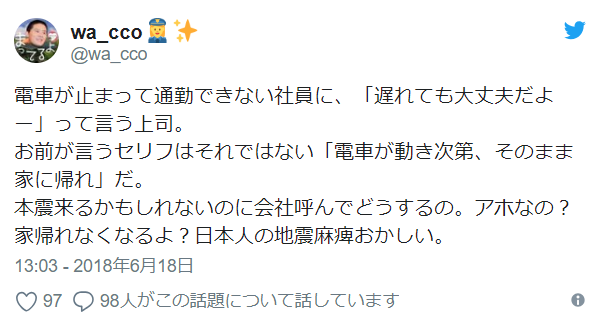 wa_cco👮✨
@wa_cco
電車が止まって通勤できない社員に、「遅れても大丈夫だよ
ー」って言う上司。
お前が言うセリフはそれではない「電車が動き次第、そのまま
家に帰れ」だ。
本震来るかもしれないのに会社呼んでどうするの。アホなの？
家帰れなくなるよ？日本人の地震麻痺おかしい。
13:03 - 2018年6月18日
97 98人がこの話題について話しています